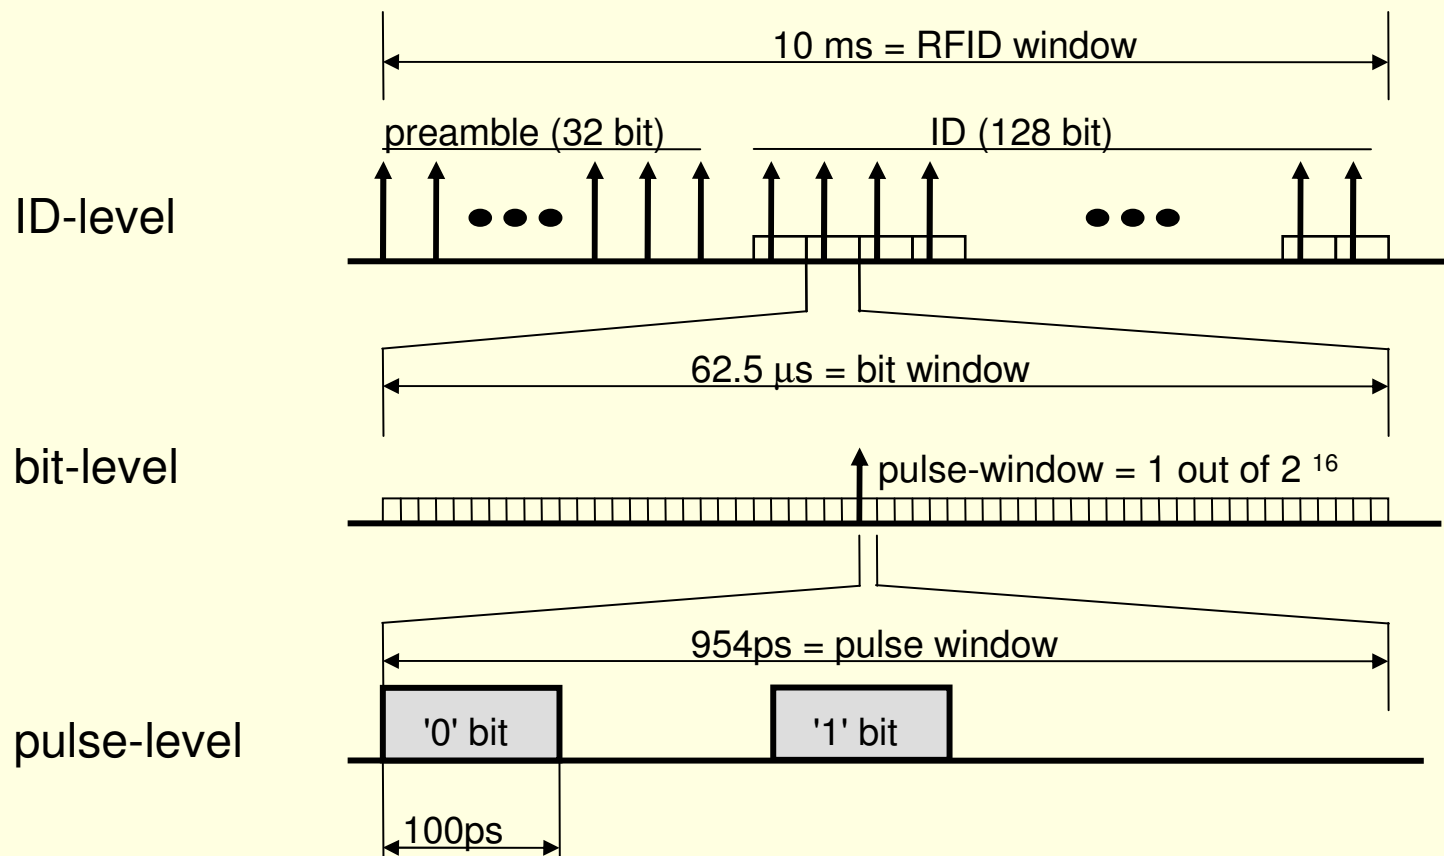 10 ms = RFID window
preamble (32 bit)
ID (128 bit)
ID-level
62.5 μs = bit window
bit-level
pulse-window = 1 out of 2 16
954ps = pulse window
pulse-level
'0' bit
'1' bit
100ps